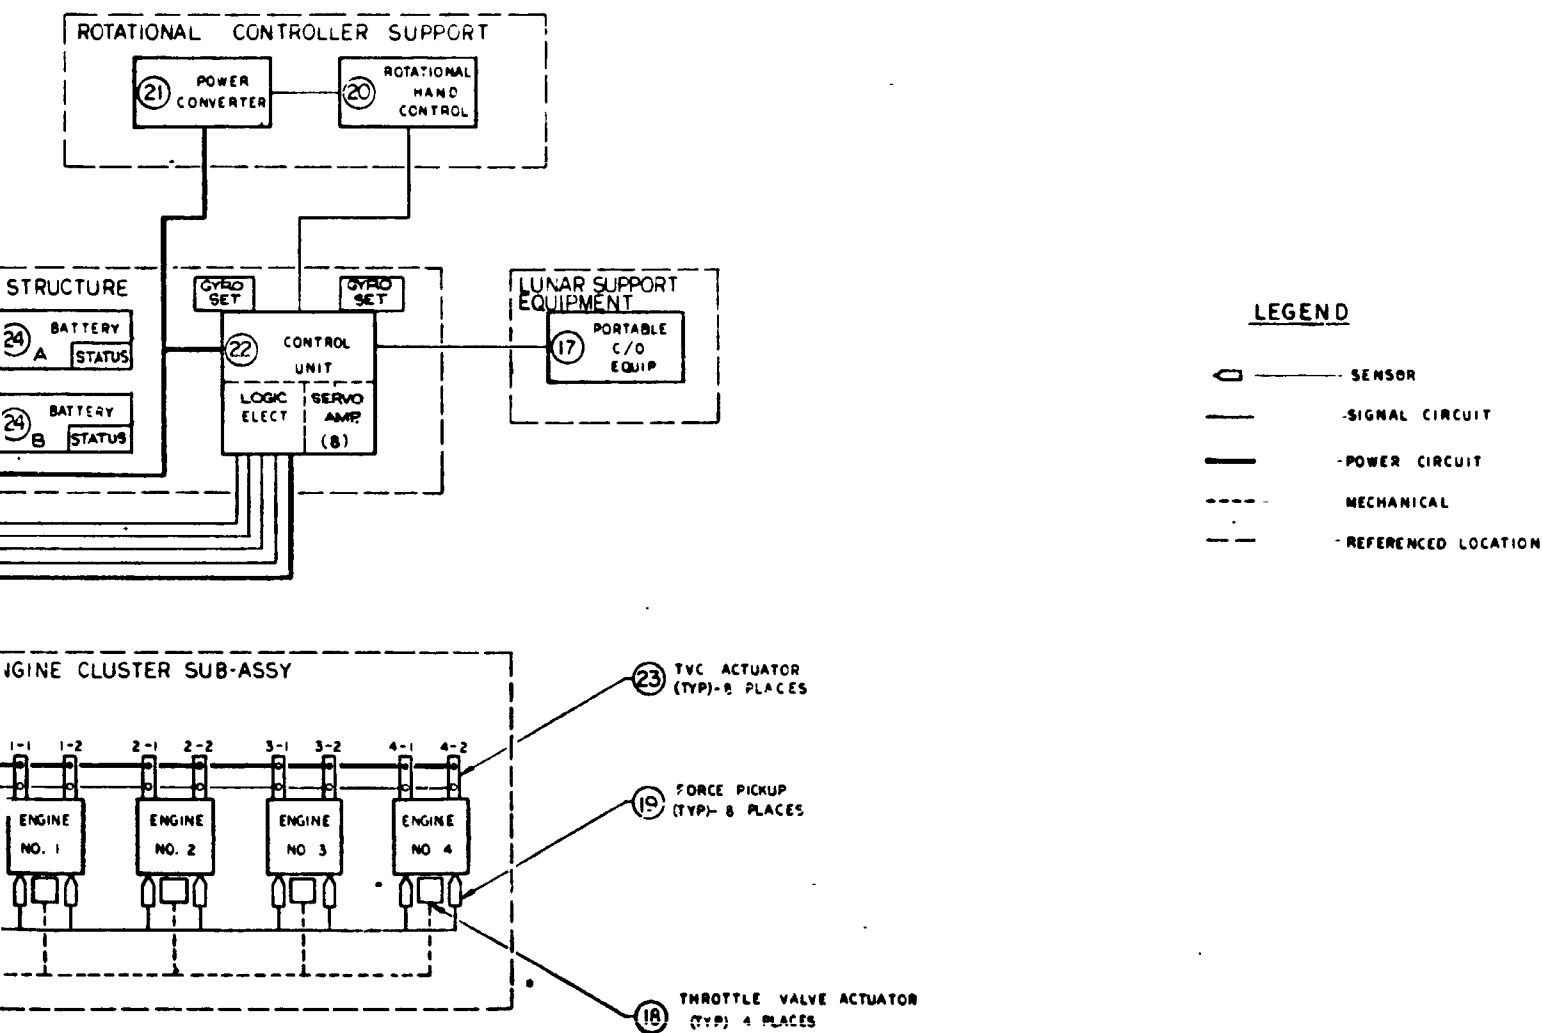 ROTATIONAL CONTROLLER SUPPORT
21
POWER
CONVERTER
20
ROTATIONAL
HAND
CONTROL
STRUCTURE
24
A
BATTERY
STATUS
24
B
BATTERY
STATUS
GYRO
SET
GYRO
SET
22
CONTROL
UNIT
LOGIC
ELECT
SERVO
AMP.
(8)
LUNAR SUPPORT
EQUIPMENT
17
PORTABLE
C/O
EQUIP
LEGEND
SENSOR
-SIGNAL CIRCUIT
-POWER CIRCUIT
MECHANICAL
-REFERENCED LOCATION
NGINE CLUSTER SUB-ASSY
1-1 1-2 2-1 2-2 3-1 3-2 4-1 4-2
ENGINE
NO. 1
ENGINE
NO. 2
ENGINE
NO 3
ENGINE
NO 4
23
TVC ACTUATOR
(TYP)-8 PLACES
19
FORCE PICKUP
(TYP)- 8 PLACES
18
THROTTLE VALVE ACTUATOR
(TYP) 4 PLACES